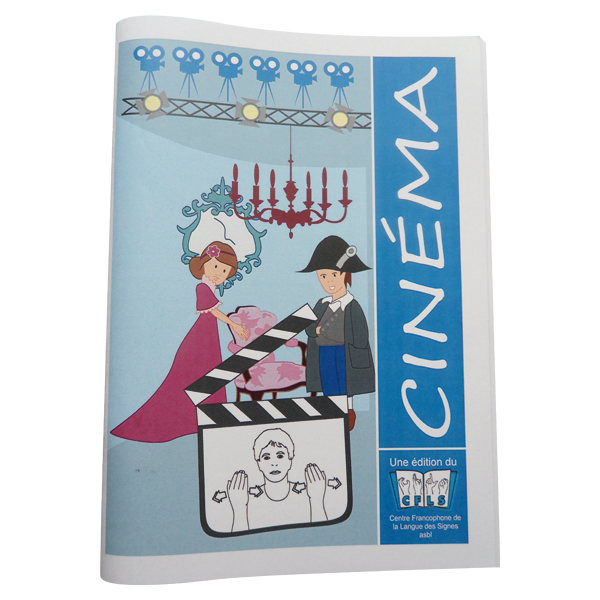 CINÉMA
Une édition du
CFLS
Centre Francophone de
la Langue des Signes
asbl